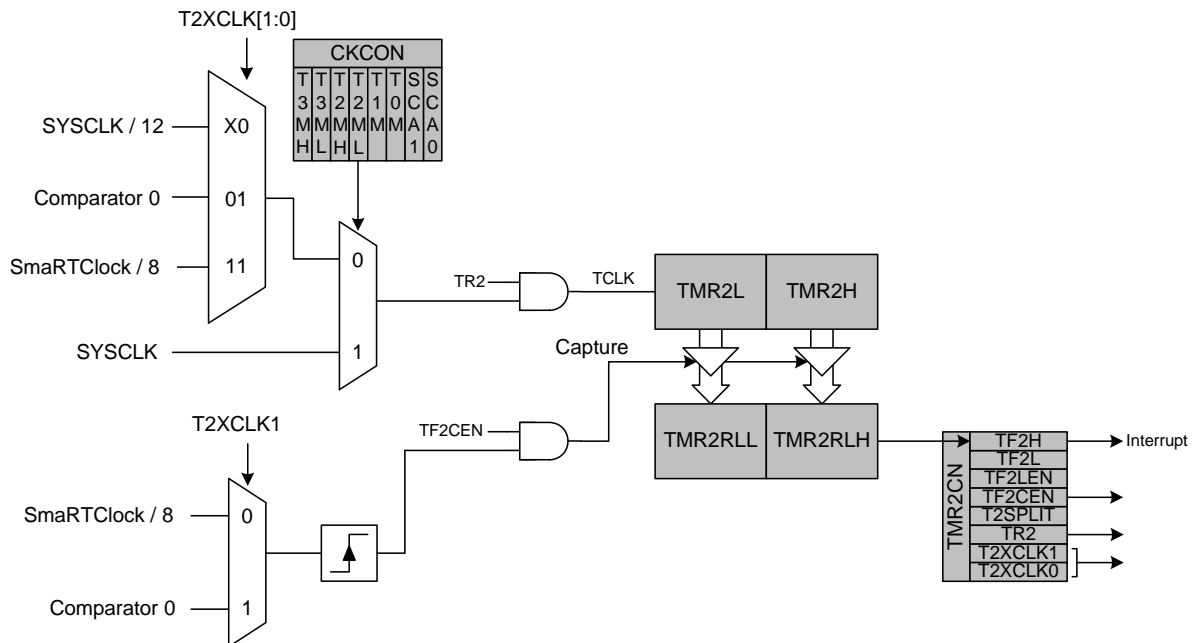 T2XCLK[1:0]
CKCON
T3MH
T3ML
T2MH
T2ML
T1M
T0M
SCA1
SCA0
SYSCLK / 12
X0
Comparator 0
01
SmaRTClock / 8
11
0
TR2
TCLK
TMR2L
TMR2H
SYSCLK
1
Capture
T2XCLK1
TF2CEN
TMR2RLL
TMR2RLH
TMR2CN
TF2H
Interrupt
TF2L
TF2LEN
TF2CEN
T2SPLIT
TR2
T2XCLK1
T2XCLK0
SmaRTClock / 8
0
Comparator 0
1